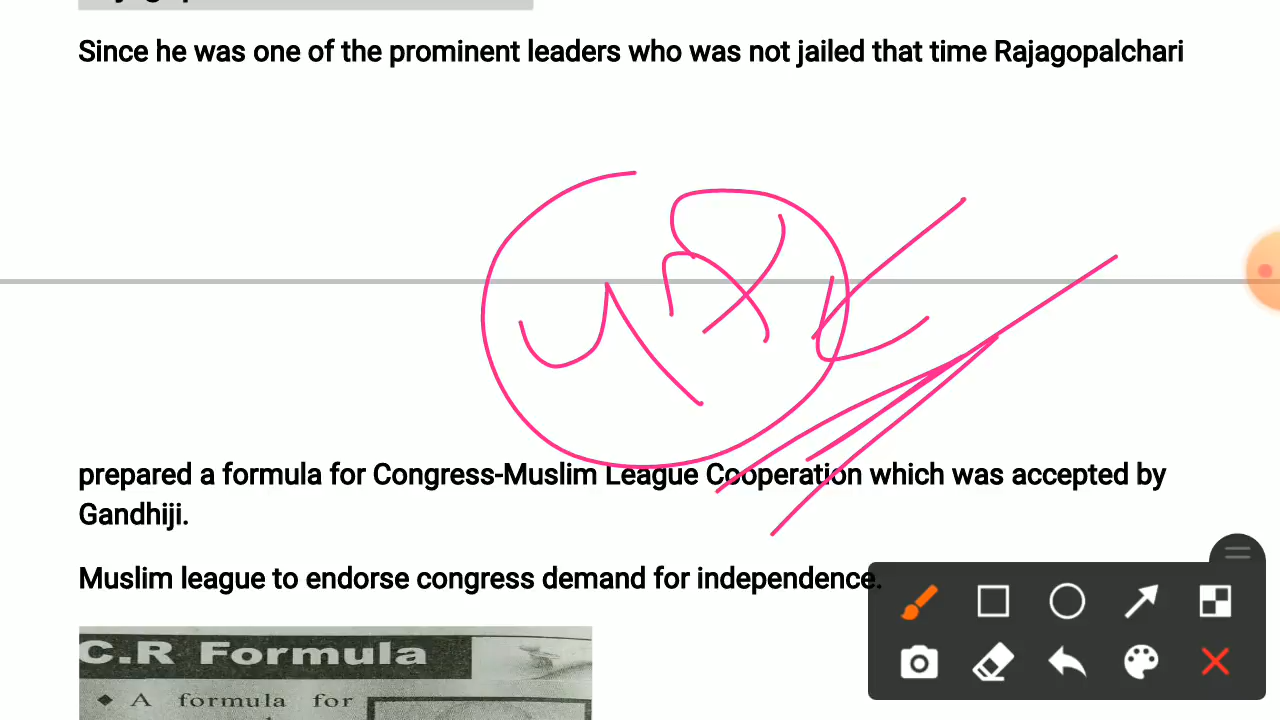 Since he was one of the prominent leaders who was not jailed that time Rajagopalchari
prepared a formula for Congress-Muslim League Cooperation which was accepted by
Gandhiji.
Muslim league to endorse congress demand for independence.
C.R Formula
◆ A formula for